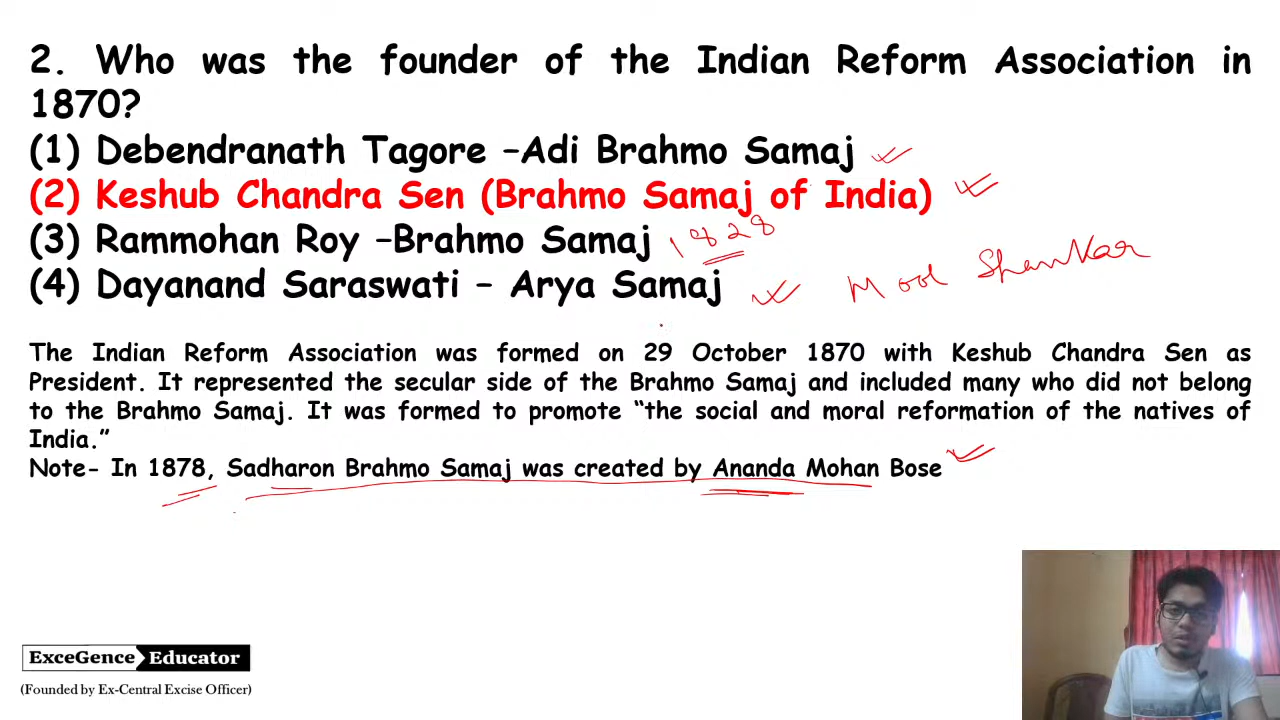 2. Who was the founder of the Indian Reform Association in
1870?
(1) Debendranath Tagore –Adi Brahmo Samaj
(2) Keshub Chandra Sen (Brahmo Samaj of India)
(3) Rammohan Roy –Brahmo Samaj 1828
(4) Dayanand Saraswati – Arya Samaj Mool Shankar
The Indian Reform Association was formed on 29 October 1870 with Keshub Chandra Sen as
President. It represented the secular side of the Brahmo Samaj and included many who did not belong
to the Brahmo Samaj. It was formed to promote “the social and moral reformation of the natives of
India.”
Note- In 1878, Sadharon Brahmo Samaj was created by Ananda Mohan Bose
ExceGence Educator
(Founded by Ex-Central Excise Officer)